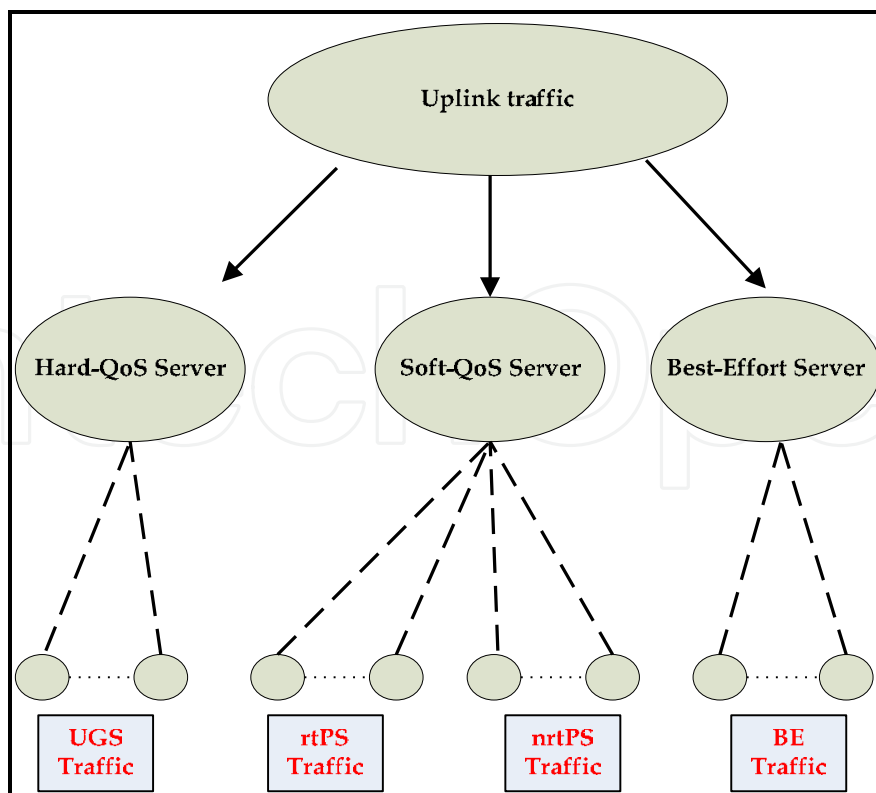 Uplink traffic
Hard-QoS Server
Soft-QoS Server
Best-Effort Server
UGS
Traffic
rtPS
Traffic
nrtPS
Traffic
BE
Traffic